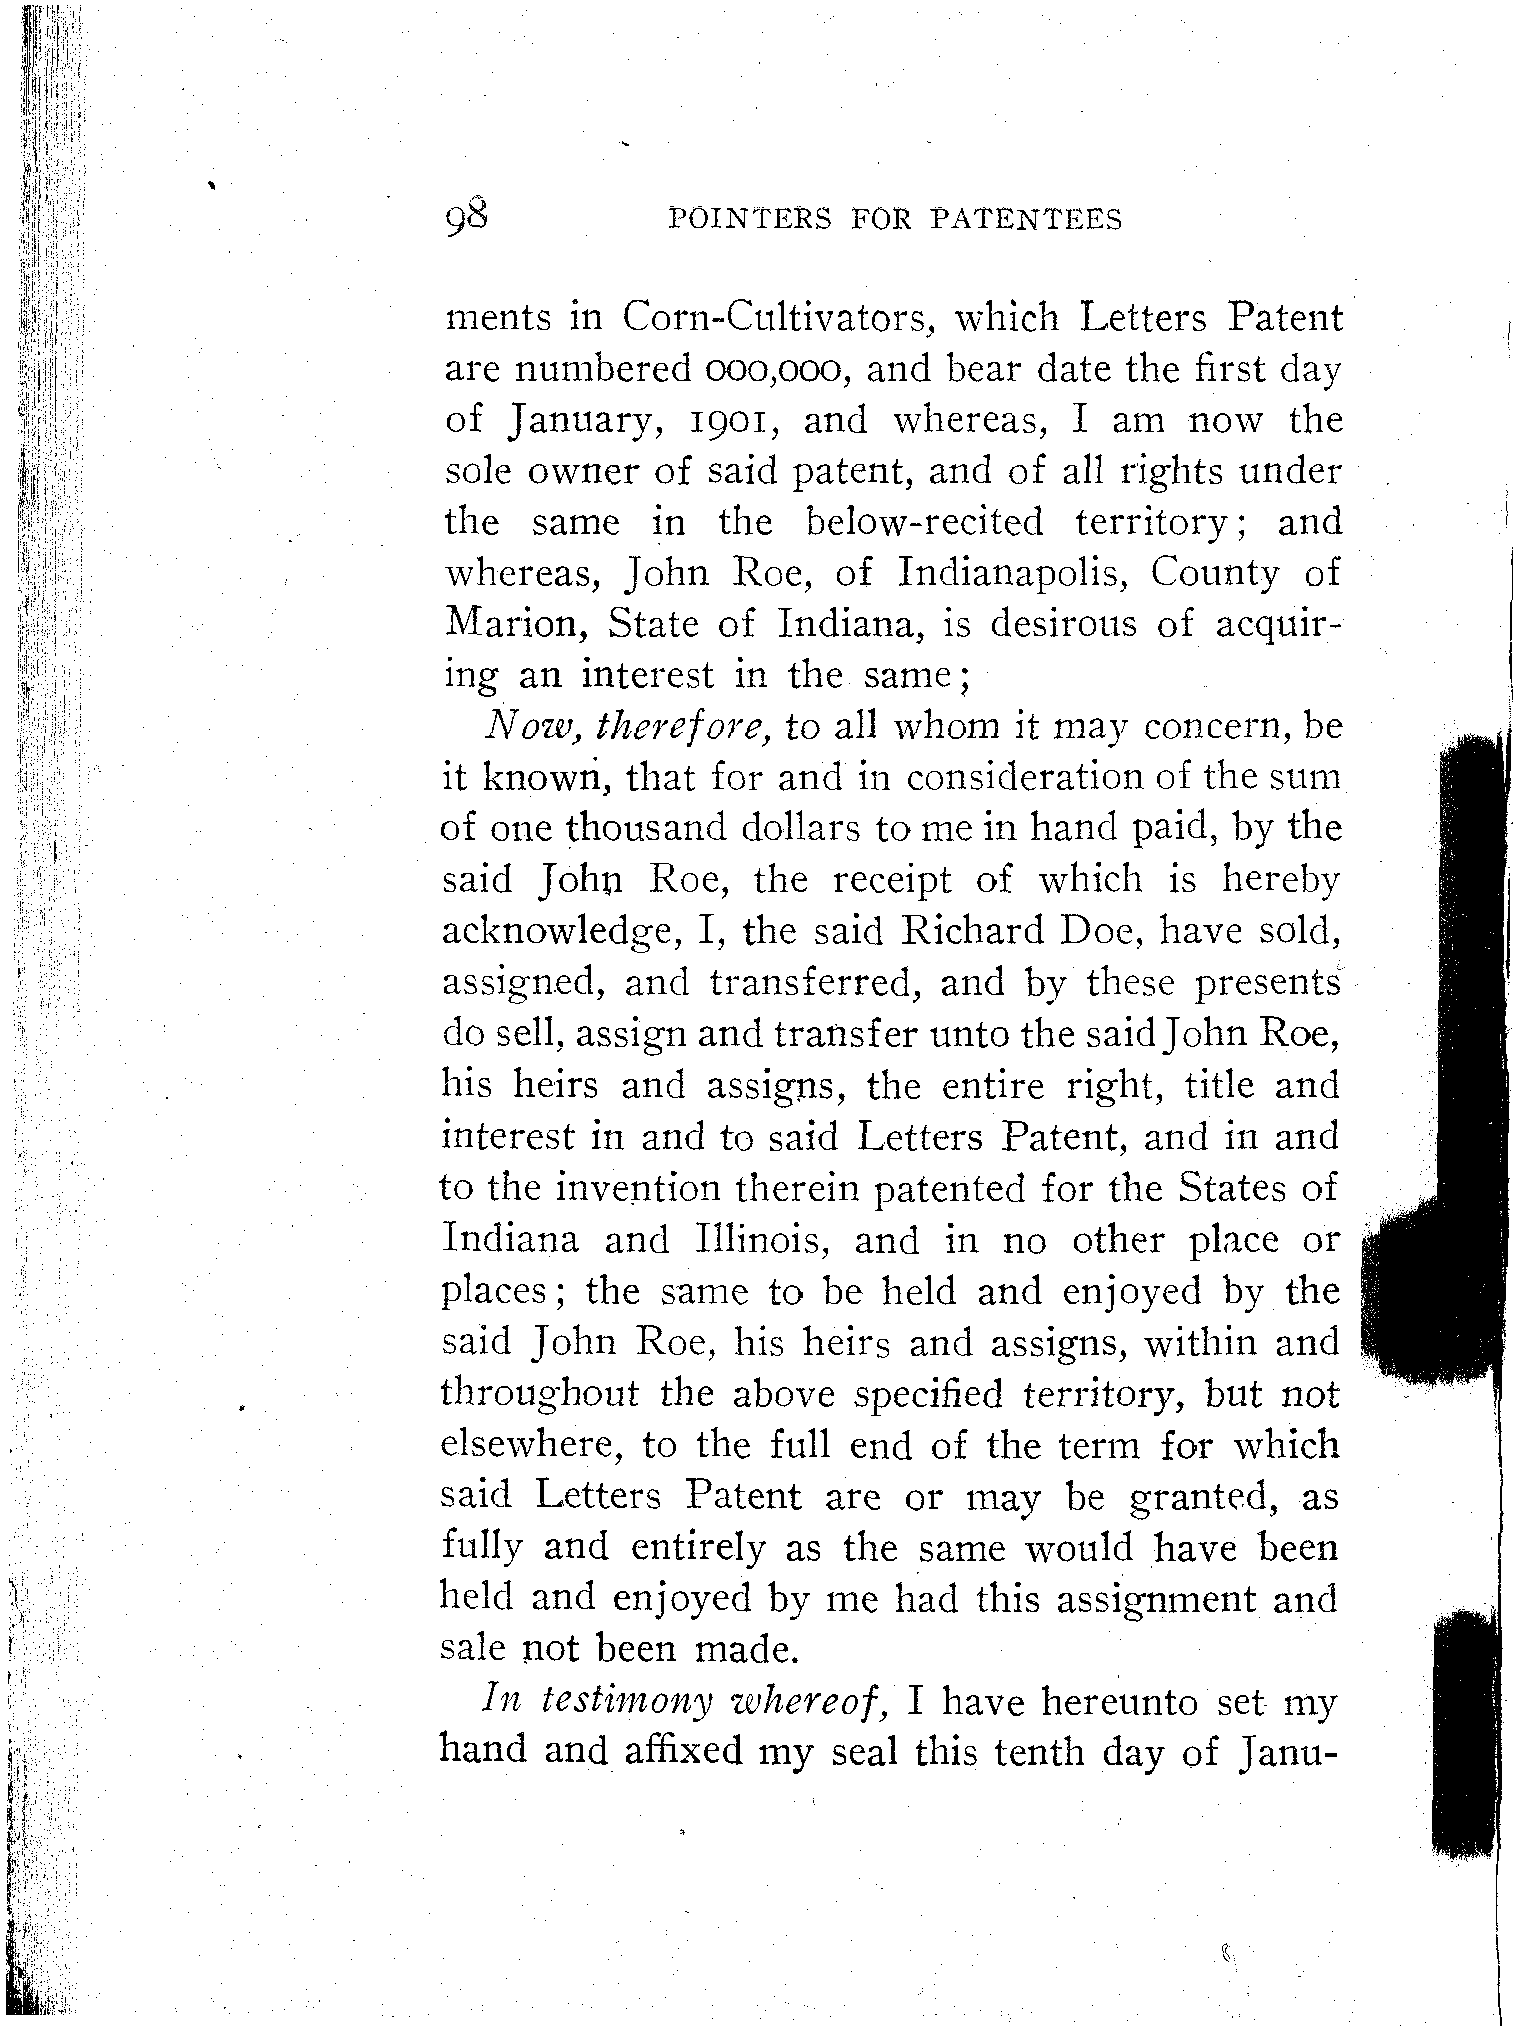 98 POINTERS FOR PATENTEES
ments in Corn-Cultivators, which Letters Patent
are numbered 000,000, and bear date the first day
of January, 1901, and whereas, I am now the
sole owner of said patent, and of all rights under
the same in the below-recited territory; and
whereas, John Roe, of Indianapolis, County of
Marion, State of Indiana, is desirous of acquir-
ing an interest in the same;
Now, therefore, to all whom it may concern, be
it known, that for and in consideration of the sum
of one thousand dollars to me in hand paid, by the
said John Roe, the receipt of which is hereby
acknowledge, I, the said Richard Doe, have sold,
assigned, and transferred, and by these presents
do sell, assign and transfer unto the said John Roe,
his heirs and assigns, the entire right, title and
interest in and to said Letters Patent, and in and
to the invention therein patented for the States of
Indiana and Illinois, and in no other place or
places; the same to be held and enjoyed by the
said John Roe, his heirs and assigns, within and
throughout the above specified territory, but not
elsewhere, to the full end of the term for which
said Letters Patent are or may be granted, as
fully and entirely as the same would have been
held and enjoyed by me had this assignment and
sale not been made.
In testimony whereof, I have hereunto set my
hand and affixed my seal this tenth day of Janu-